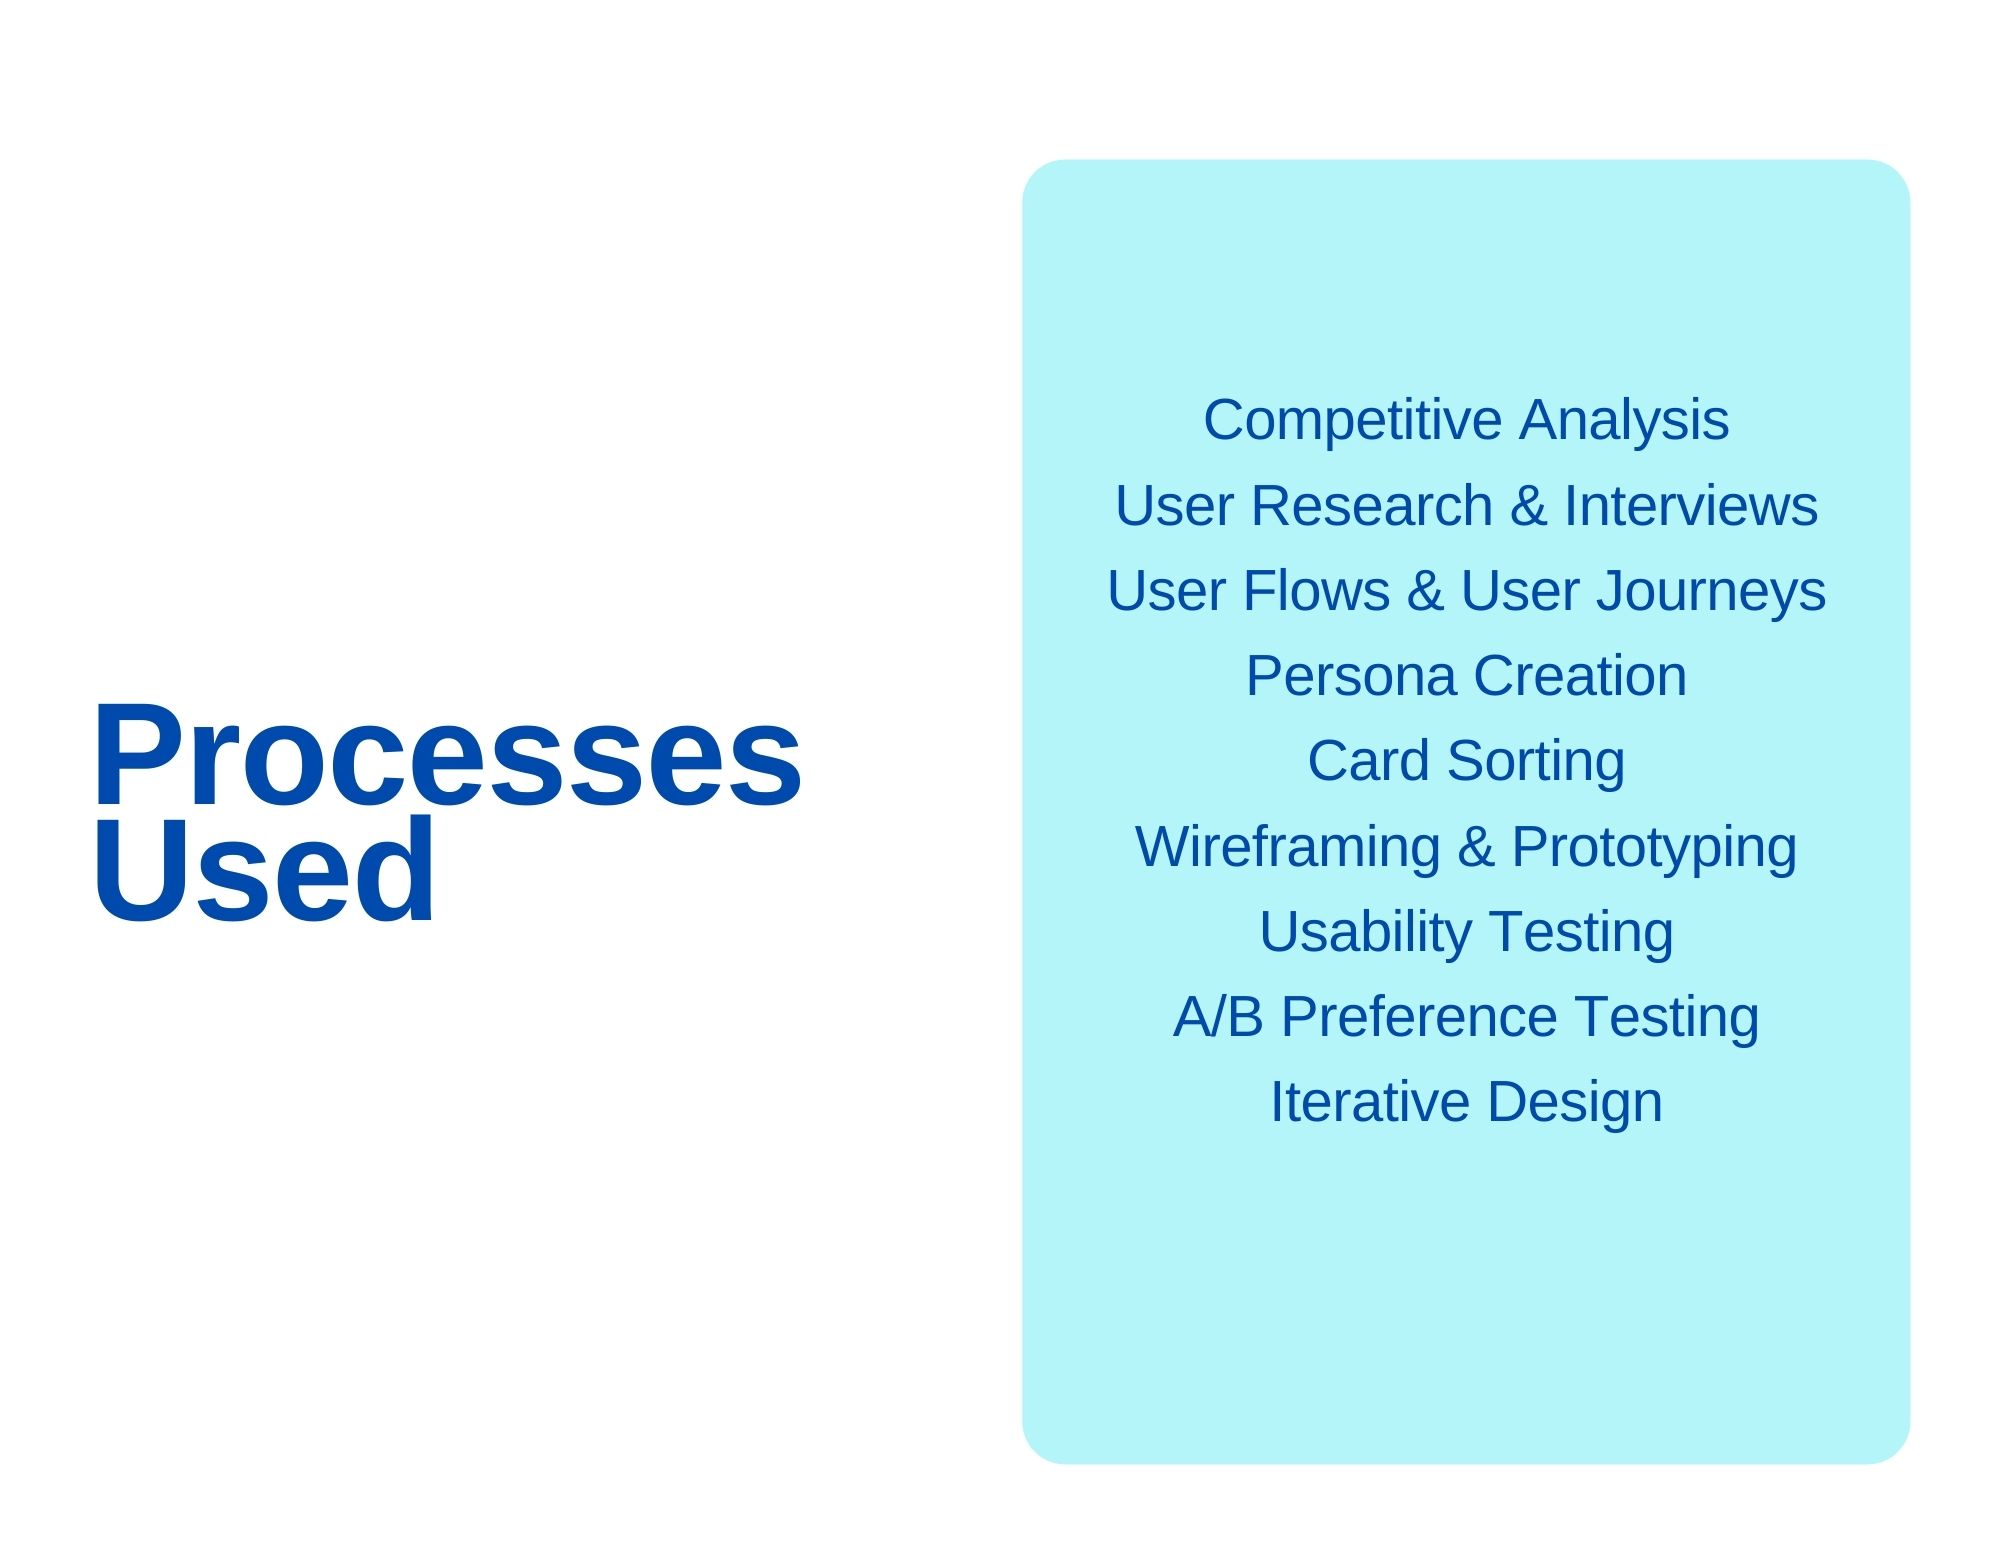 Processes
Used
Competitive Analysis
User Research & Interviews
User Flows & User Journeys
Persona Creation
Card Sorting
Wireframing & Prototyping
Usability Testing
A/B Preference Testing
Iterative Design